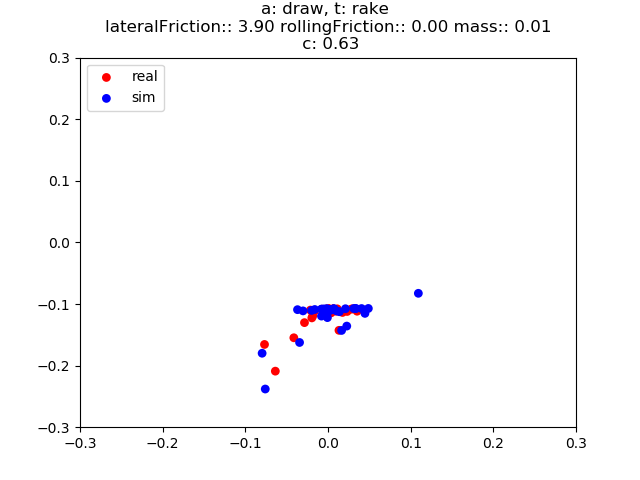 a: draw, t: rake
lateralFriction:: 3.90 rollingFriction:: 0.00 mass:: 0.01
c: 0.63
0.3
real
sim
0.2
0.1
0.0
−0.1
−0.2
−0.3
−0.3
−0.2
−0.1
0.0
0.1
0.2
0.3